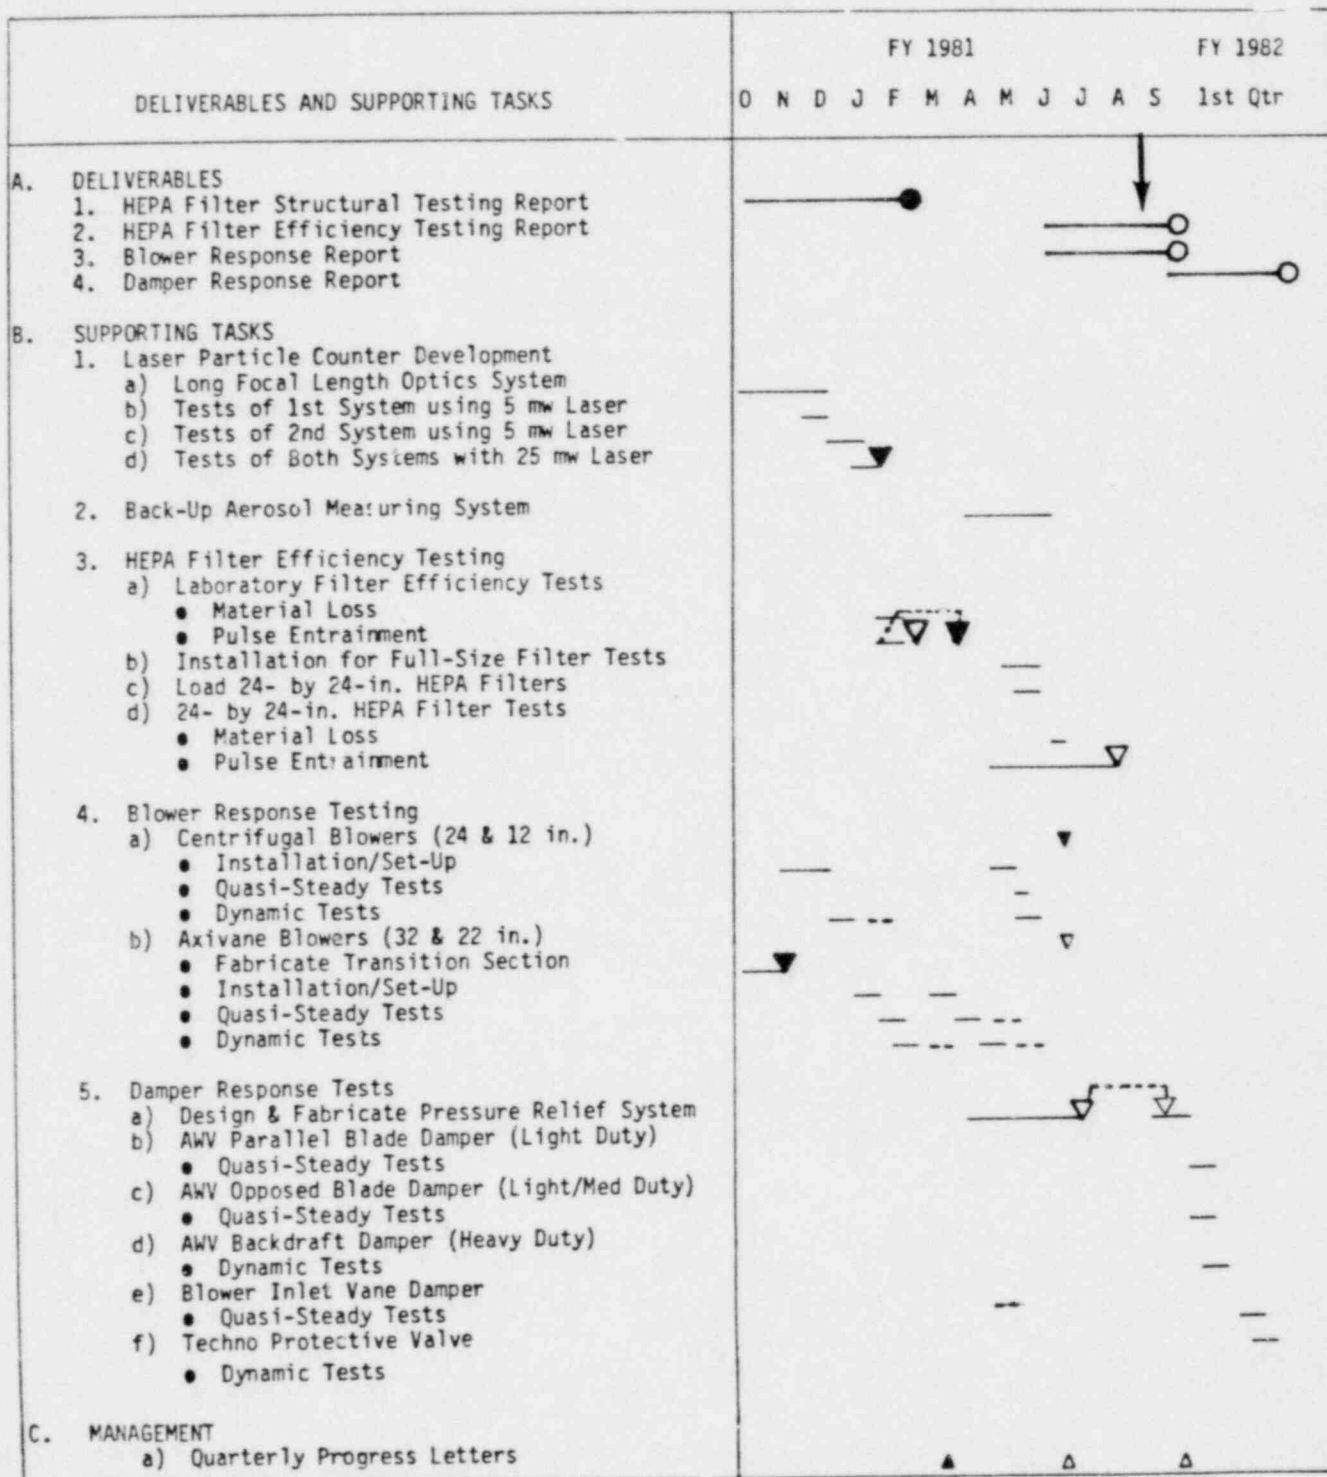 FY 1981 FY 1982
DELIVERABLES AND SUPPORTING TASKS O N D J F M A M J J A S 1st Qtr
A. DELIVERABLES
1. HEPA Filter Structural Testing Report
2. HEPA Filter Efficiency Testing Report
3. Blower Response Report
4. Damper Response Report
B. SUPPORTING TASKS
1. Laser Particle Counter Development
a) Long Focal Length Optics System
b) Tests of 1st System using 5 mw Laser
c) Tests of 2nd System using 5 mw Laser
d) Tests of Both Systems with 25 mw Laser
2. Back-Up Aerosol Measuring System
3. HEPA Filter Efficiency Testing
a) Laboratory Filter Efficiency Tests
● Material Loss
● Pulse Entrainment
b) Installation for Full-Size Filter Tests
c) Load 24- by 24-in. HEPA Filters
d) 24- by 24-in. HEPA Filter Tests
● Material Loss
● Pulse Entrainment
4. Blower Response Testing
a) Centrifugal Blowers (24 & 12 in.)
● Installation/Set-Up
● Quasi-Steady Tests
● Dynamic Tests
b) Axivane Blowers (32 & 22 in.)
● Fabricate Transition Section
● Installation/Set-Up
● Quasi-Steady Tests
● Dynamic Tests
5. Damper Response Tests
a) Design & Fabricate Pressure Relief System
b) AWV Parallel Blade Damper (Light Duty)
● Quasi-Steady Tests
c) AWV Opposed Blade Damper (Light/Med Duty)
● Quasi-Steady Tests
d) AWV Backdraft Damper (Heavy Duty)
● Dynamic Tests
e) Blower Inlet Vane Damper
● Quasi-Steady Tests
f) Techno Protective Valve
● Dynamic Tests
C. MANAGEMENT
a) Quarterly Progress Letters